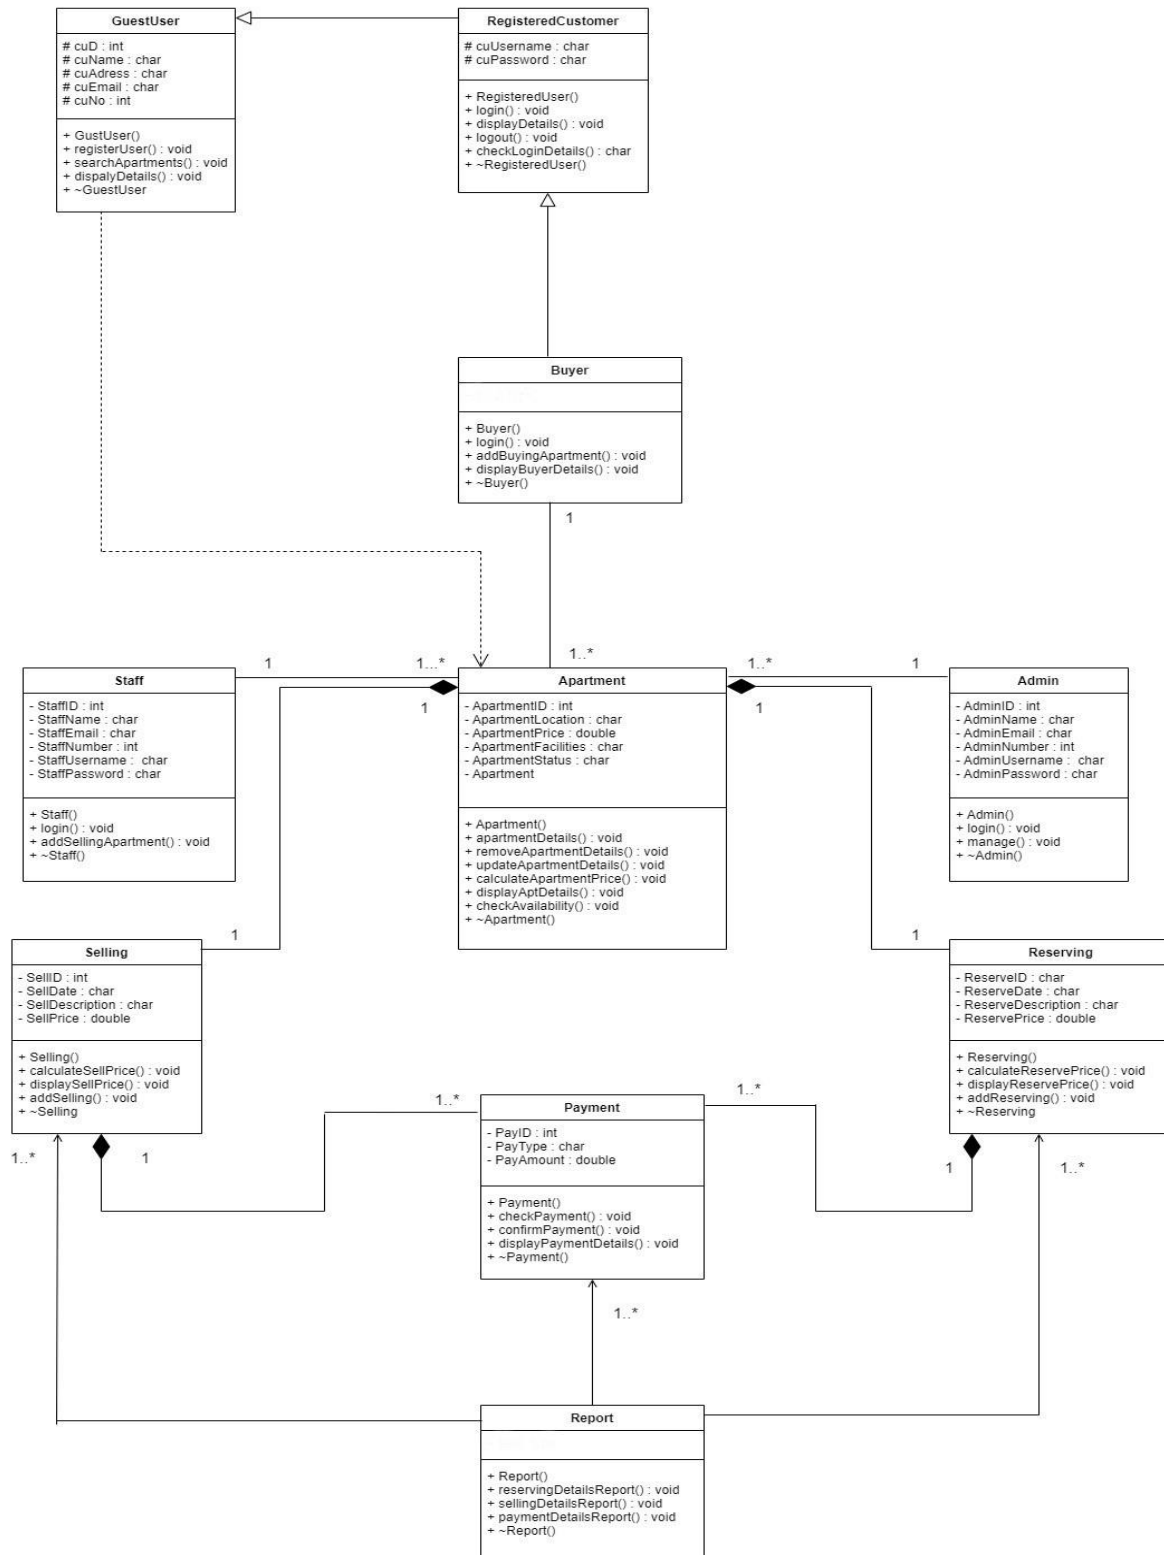 GuestUser
# cuD : int
# cuName : char
# cuAdress : char
# cuEmail : char
# cuNo : int
+ GustUser()
+ registerUser() : void
+ searchApartments() : void
+ dispalyDetails() : void
+ ~GuestUser
RegisteredCustomer
# cuUsername : char
# cuPassword : char
+ RegisteredUser()
+ login() : void
+ displayDetails() : void
+ logout() : void
+ checkLoginDetails() : char
+ ~RegisteredUser()
Buyer
+ Buyer()
+ login() : void
+ addBuyingApartment() : void
+ displayBuyerDetails() : void
+ ~Buyer()
1
1..*
1
1...*
1
1..*
1
1
Staff
- StaffID : int
- StaffName : char
- StaffEmail : char
- StaffNumber : int
- StaffUsername : char
- StaffPassword : char
+ Staff()
+ login() : void
+ addSellingApartment() : void
+ ~Staff()
Apartment
- ApartmentID : int
- ApartmentLocation : char
- ApartmentPrice : double
- ApartmentFacilities : char
- ApartmentStatus : char
- Apartment
+ Apartment()
+ apartmentDetails() : void
+ removeApartmentDetails() : void
+ updateApartmentDetails() : void
+ calculateApartmentPrice() : void
+ displayAptDetails() : void
+ checkAvailability() : void
+ ~Apartment()
Admin
- AdminID : int
- AdminName : char
- AdminEmail : char
- AdminNumber : int
- AdminUsername : char
- AdminPassword : char
+ Admin()
+ login() : void
+ manage() : void
+ ~Admin()
1
1
Selling
- SellID : int
- SellDate : char
- SellDescription : char
- SellPrice : double
+ Selling()
+ calculateSellPrice() : void
+ displaySellPrice() : void
+ addSelling() : void
+ ~Selling
Reserving
- ReserveID : char
- ReserveDate : char
- ReserveDescription : char
- ReservePrice : double
+ Reserving()
+ calculateReservePrice() : void
+ displayReservePrice() : void
+ addReserving() : void
+ ~Reserving
1..*
1..*
1..*
1
1
1..*
Payment
- PayID : int
- PayType : char
- PayAmount : double
+ Payment()
+ checkPayment() : void
+ confirmPayment() : void
+ displayPaymentDetails() : void
+ ~Payment()
1..*
Report
+ Report()
+ reservingDetailsReport() : void
+ sellingDetailsReport() : void
+ paymentDetailsReport() : void
+ ~Report()